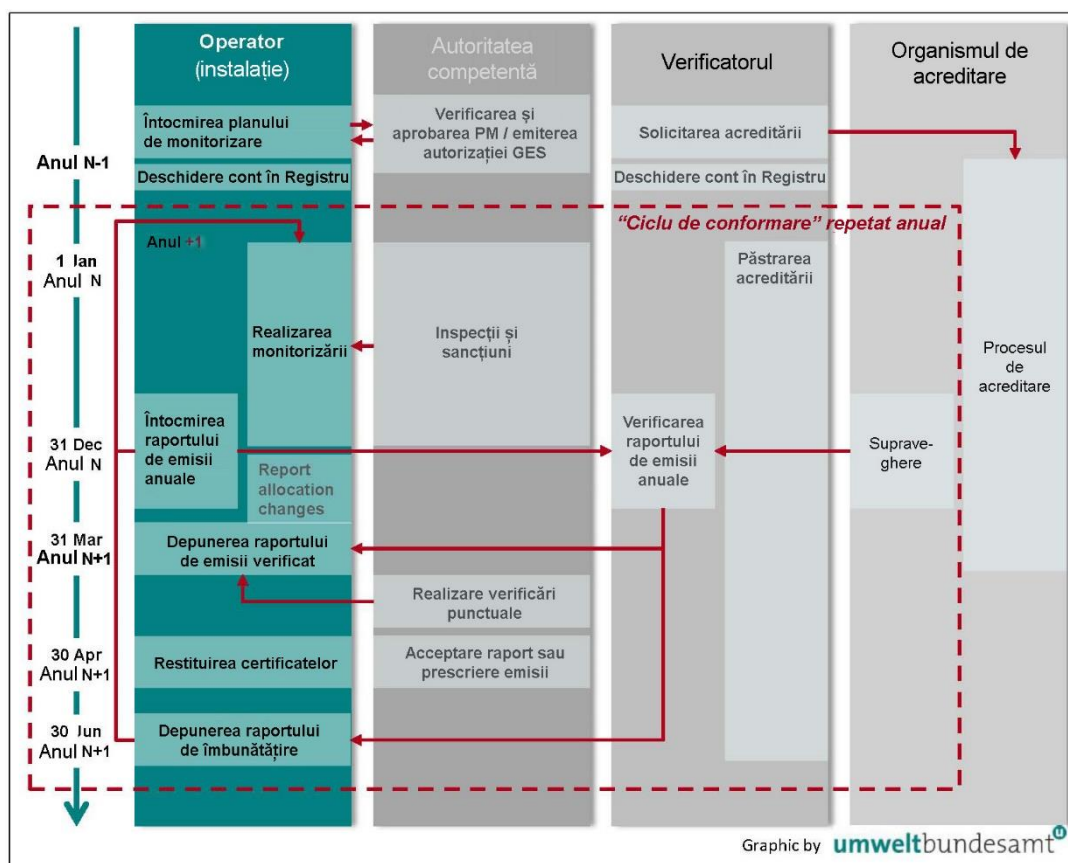 Operator
(instalație)
Autoritatea
competentă
Verificatorul
Organismul de
acreditare
Anul N-1
Întocmirea planului
de monitorizare
Verificarea și
aprobarea PM / emiterea
autorizației GES
Solicitarea acreditării
Deschidere cont în Registru
Deschidere cont în Registru
“Ciclu de conformare” repetat anual
Anul +1
1 Jan
Anul N
Păstrarea
acreditării
Realizarea
monitorizării
Inspecții și
sancțiuni
Procesul
de
acreditare
31 Dec
Anul N
Întocmirea
raportului
de emisii
anuale
Verificarea
raportului
de emisii
anuale
Suprave-
ghere
Report
allocation
changes
31 Mar
Anul N+1
Depunerea raportului
de emisii verificat
Realizare verificări
punctuale
30 Apr
Anul N+1
Restituirea certificatelor
Acceptare raport sau
prescriere emisii
30 Jun
Anul N+1
Depunerea raportului
de îmbunătățire
Graphic by umweltbundesamt u